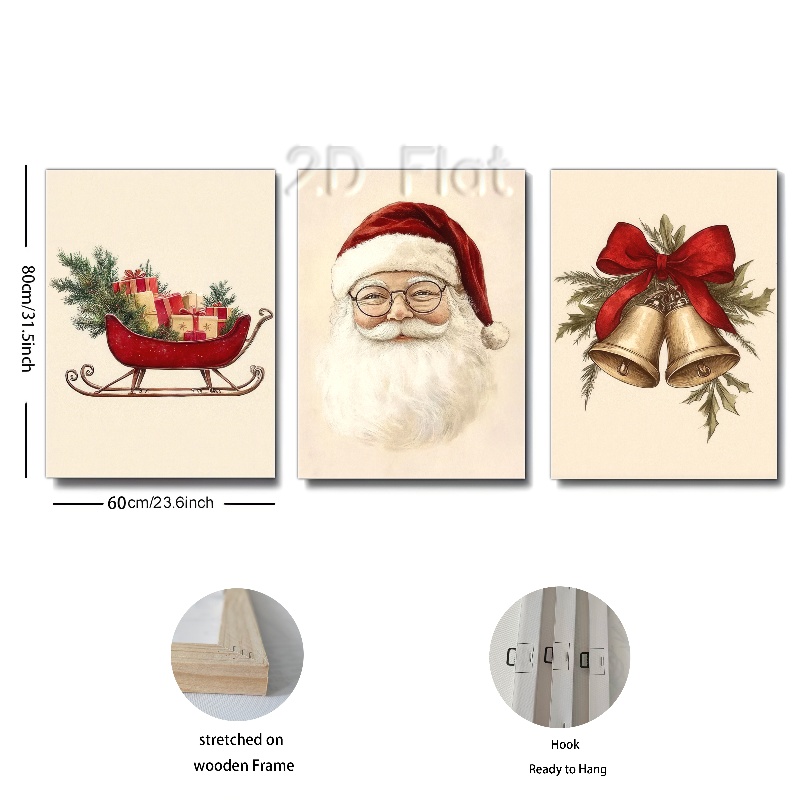 2D Flat
80cm/31.5inch
60cm/23.6inch
stretched on
wooden Frame
Hook
Ready to Hang